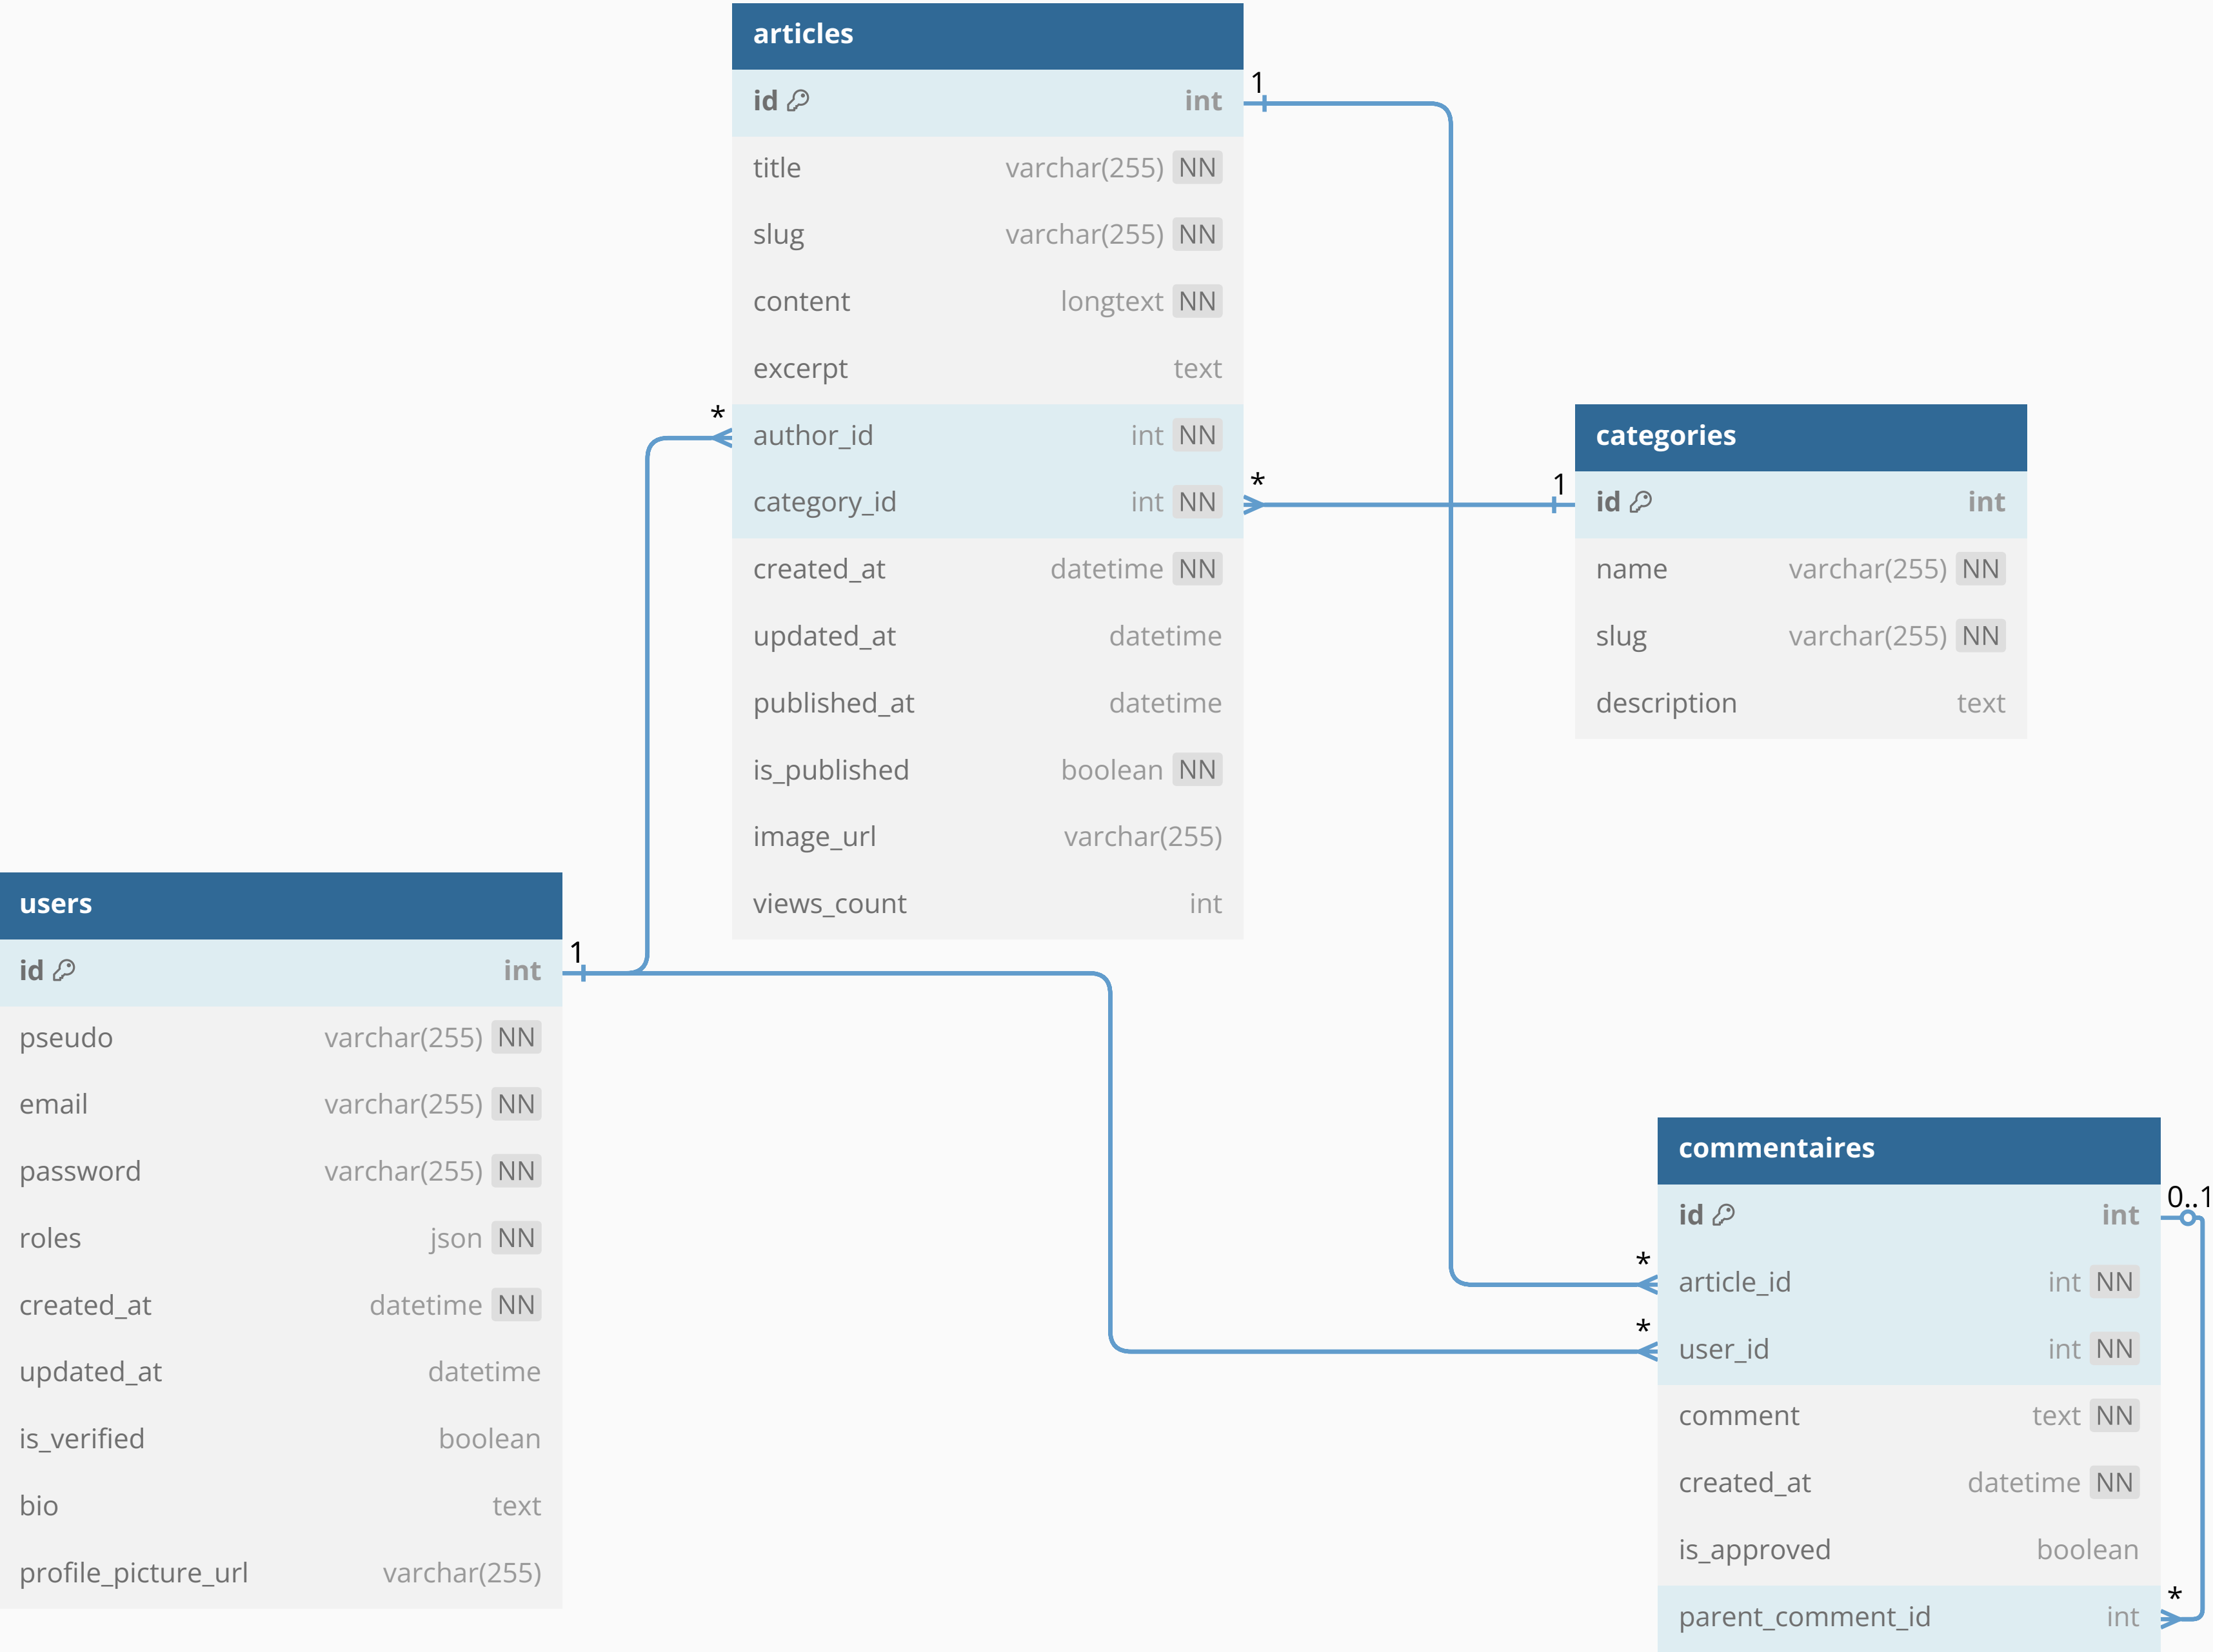 articles
id int
title varchar(255) NN
slug varchar(255) NN
content longtext NN
excerpt text
author_id int NN
category_id int NN
created_at datetime NN
updated_at datetime
published_at datetime
is_published boolean NN
image_url varchar(255)
views_count int
1
*
*
1
categories
id int
name varchar(255) NN
slug varchar(255) NN
description text
users
id int
pseudo varchar(255) NN
email varchar(255) NN
password varchar(255) NN
roles json NN
created_at datetime NN
updated_at datetime
is_verified boolean
bio text
profile_picture_url varchar(255)
1
commentaires
id int
article_id int NN
user_id int NN
comment text NN
created_at datetime NN
is_approved boolean
parent_comment_id int
0..1
*
*
*